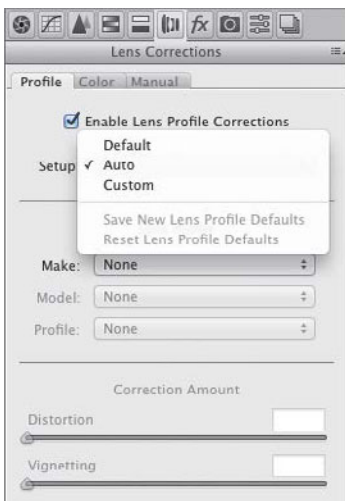 fx
Lens Corrections
Profile Color Manual
Enable Lens Profile Corrections
Default
Setup ✓ Auto
Custom
Save New Lens Profile Defaults
Reset Lens Profile Defaults
Make: None
Model: None
Profile: None
Correction Amount
Distortion
Vignetting